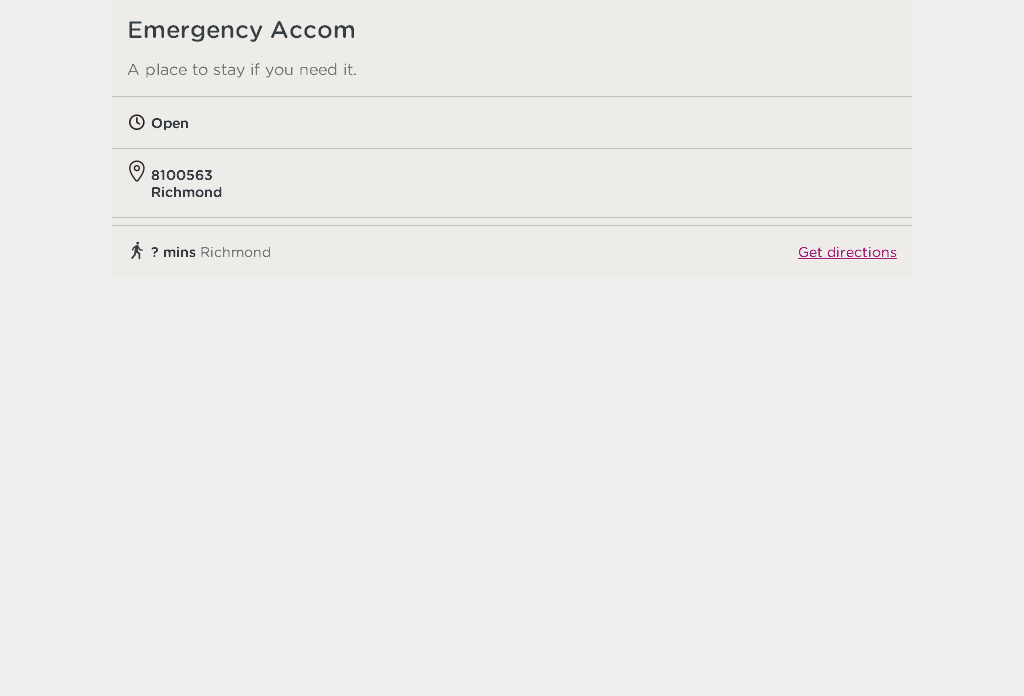 Emergency Accom
A place to stay if you need it.
Open
8100563
Richmond
? mins Richmond
Get directions